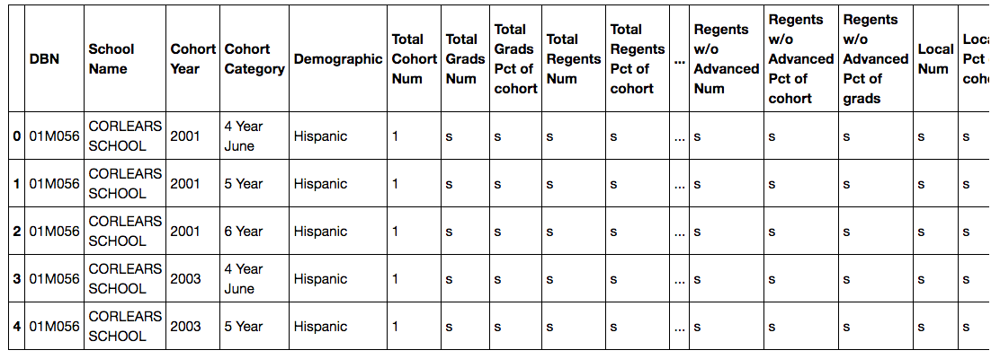 DBN School Name Cohort Year Cohort Category Demographic Total Cohort Num Total Grads Num Total Grads Pct of cohort Total Regents Num Total Regents Pct of cohort ... Regents w/o Advanced Num Regents w/o Advanced Pct of cohort Regents w/o Advanced Pct of grads Local Num Pct
0 01M056 CORLEARS SCHOOL 2001 4 Year June Hispanic 1 s s s s ... s s s s s
1 01M056 CORLEARS SCHOOL 2001 5 Year Hispanic 1 s s s s ... s s s s s
2 01M056 CORLEARS SCHOOL 2001 6 Year Hispanic 1 s s s s ... s s s s s
3 01M056 CORLEARS SCHOOL 2003 4 Year June Hispanic 1 s s s s ... s s s s s
4 01M056 CORLEARS SCHOOL 2003 5 Year Hispanic 1 s s s s ... s s s s s